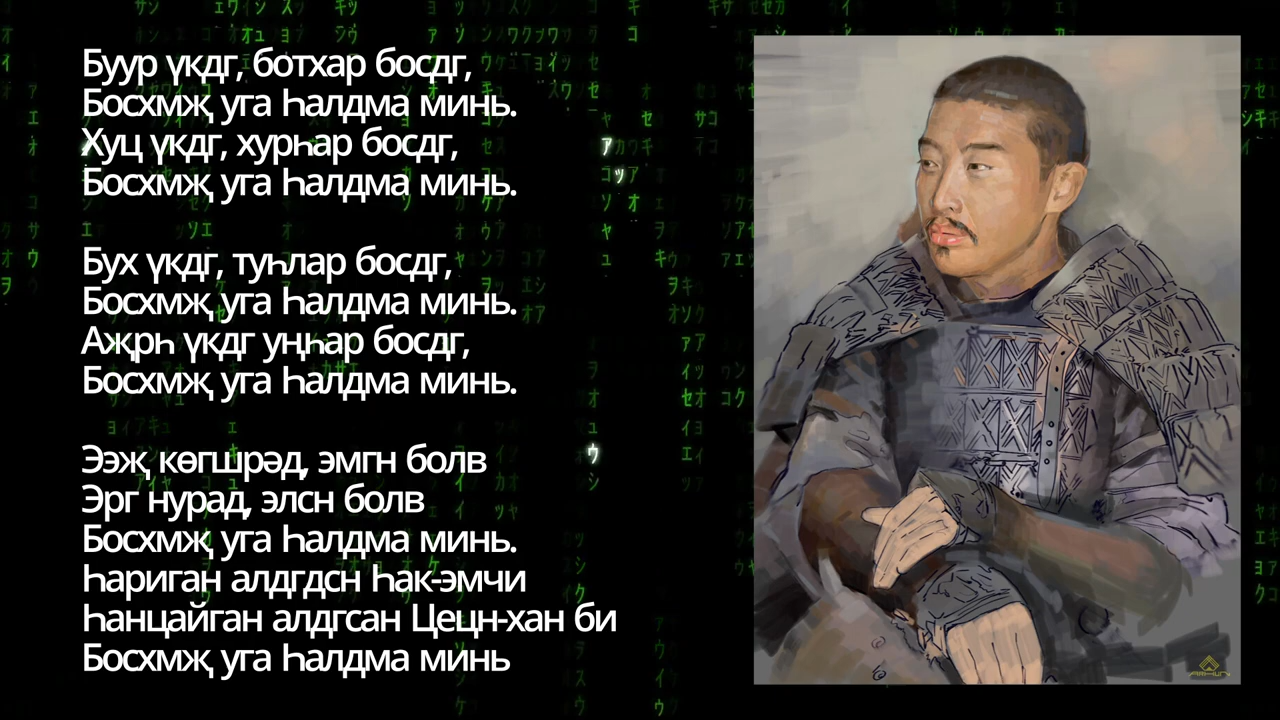 Буур үкдг, ботхар босдг,
Босхмҗ уга Һалдма минь.
Хуц үкдг, хурһар босдг,
Босхмҗ уга Һалдма минь.
Бух үкдг, туһлар босдг,
Босхмҗ уга Һалдма минь.
Аҗрһ үкдг уңһар босдг,
Босхмҗ уга Һалдма минь.
Ээҗ көгшрәд, эмгн болв
Эрг нурад, элсн болв
Босхмҗ уга Һалдма минь.
Һариган алдгдсн Һак-эмчи
Һанцайган алдгсан Цецн-хан би
Босхмҗ уга Һалдма минь